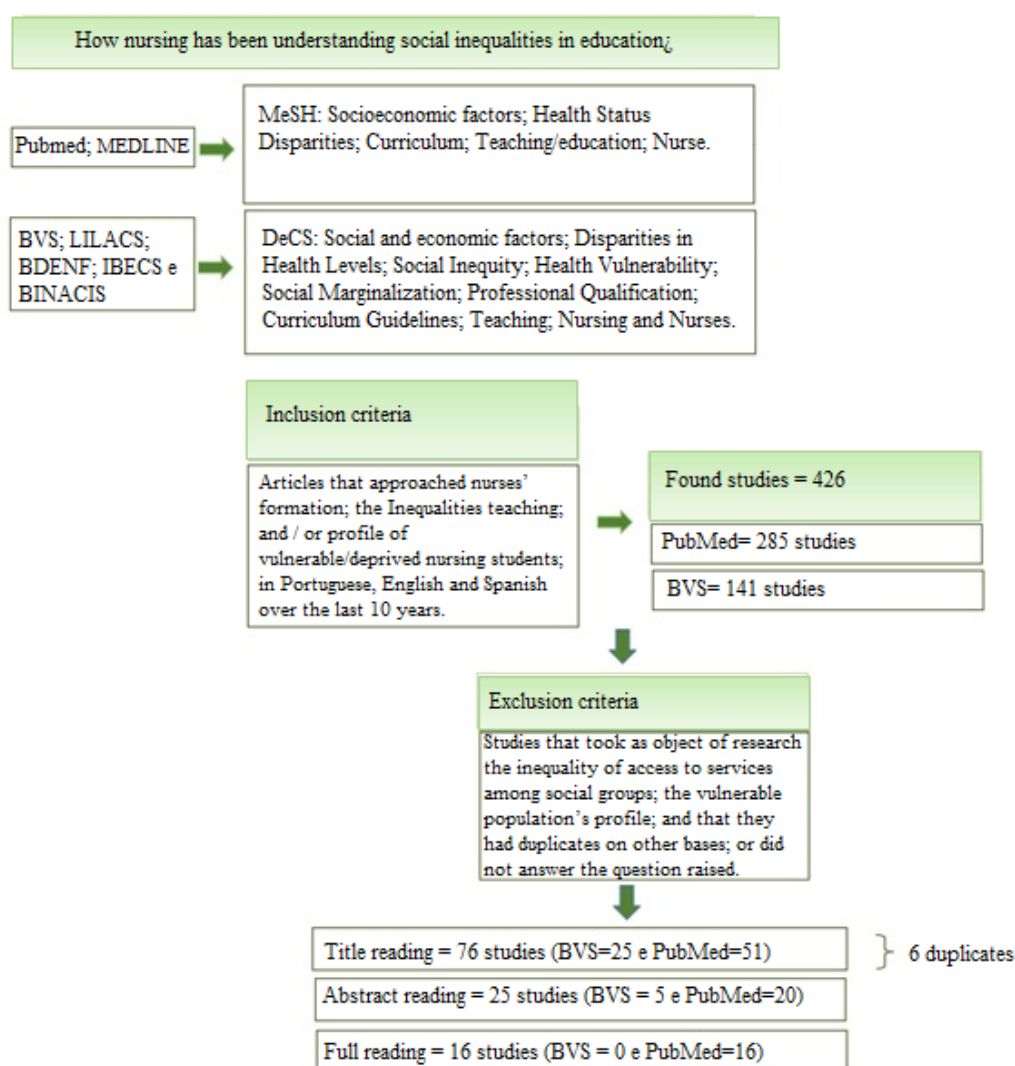 How nursing has been understanding social inequalities in education¿
Pubmed; MEDLINE
MeSH: Socioeconomic factors; Health Status
Disparities; Curriculum; Teaching/education; Nurse.
BVS; LILACS;
BDENF; IBECS e
BINACIS
DeCS: Social and economic factors; Disparities in
Health Levels; Social Inequity; Health Vulnerability;
Social Marginalization; Professional Qualification;
Curriculum Guidelines; Teaching; Nursing and Nurses.
Inclusion criteria
Articles that approached nurses'
formation; the Inequalities teaching;
and / or profile of
vulnerable/deprived nursing students;
in Portuguese, English and Spanish
over the last 10 years.
Found studies = 426
PubMed= 285 studies
BVS= 141 studies
Exclusion criteria
Studies that took as object of research
the inequality of access to services
among social groups; the vulnerable
population's profile; and that they
had duplicates on other bases; or did
not answer the question raised.
Title reading = 76 studies (BVS=25 e PubMed=51)
6 duplicates
Abstract reading = 25 studies (BVS = 5 e PubMed=20)
Full reading = 16 studies (BVS = 0 e PubMed=16)